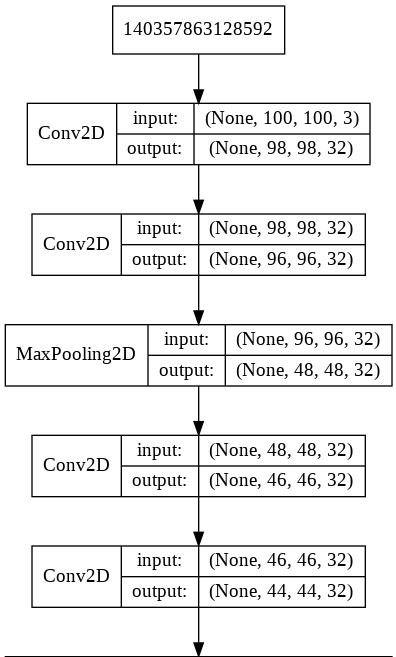 140357863128592
Conv2D
input: (None, 100, 100, 3)
output: (None, 98, 98, 32)
Conv2D
input: (None, 98, 98, 32)
output: (None, 96, 96, 32)
MaxPooling2D
input: (None, 96, 96, 32)
output: (None, 48, 48, 32)
Conv2D
input: (None, 48, 48, 32)
output: (None, 46, 46, 32)
Conv2D
input: (None, 46, 46, 32)
output: (None, 44, 44, 32)